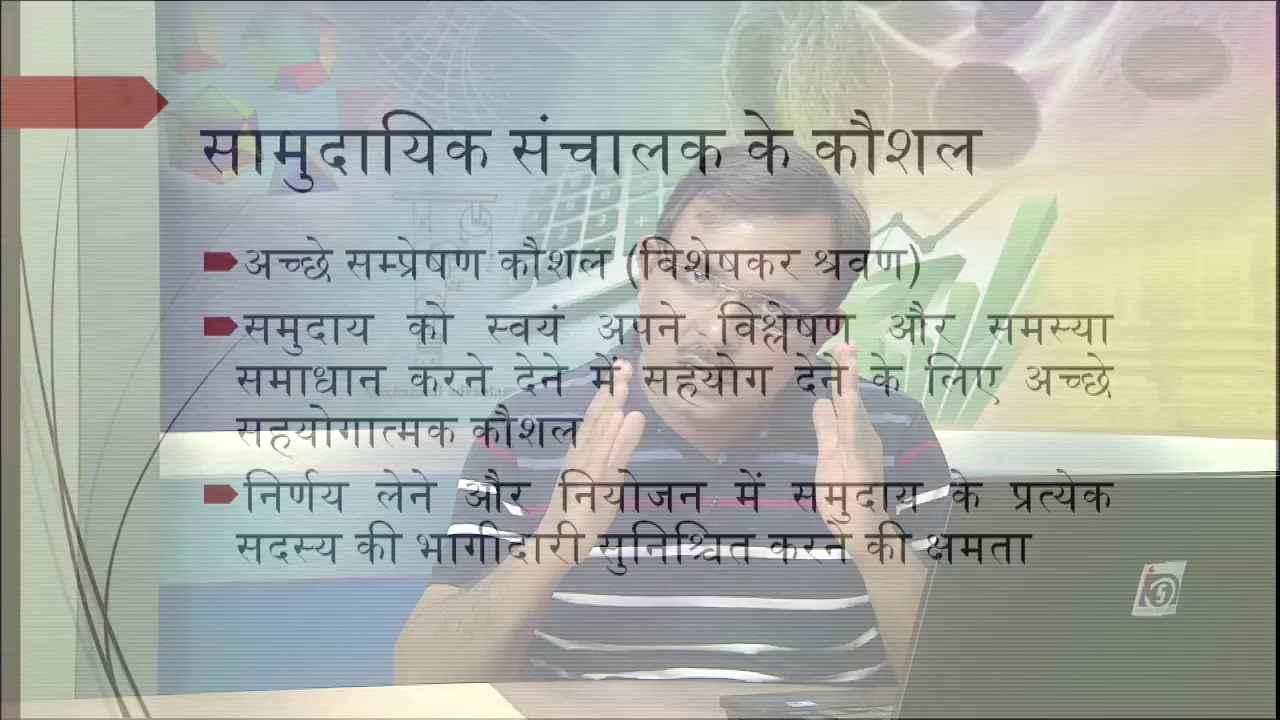 सामुदायिक संचालक के कौशल
अच्छे सम्प्रेषण कौशल (विशेषकर श्रवण)
समुदाय को स्वयं अपने विश्लेषण और समस्या
समाधान करने देने में सहयोग देने के लिए अच्छे
सहयोगात्मक कौशल
निर्णय लेने और नियोजन में समुदाय के प्रत्येक
सदस्य की भागीदारी सुनिश्चित करने की क्षमता